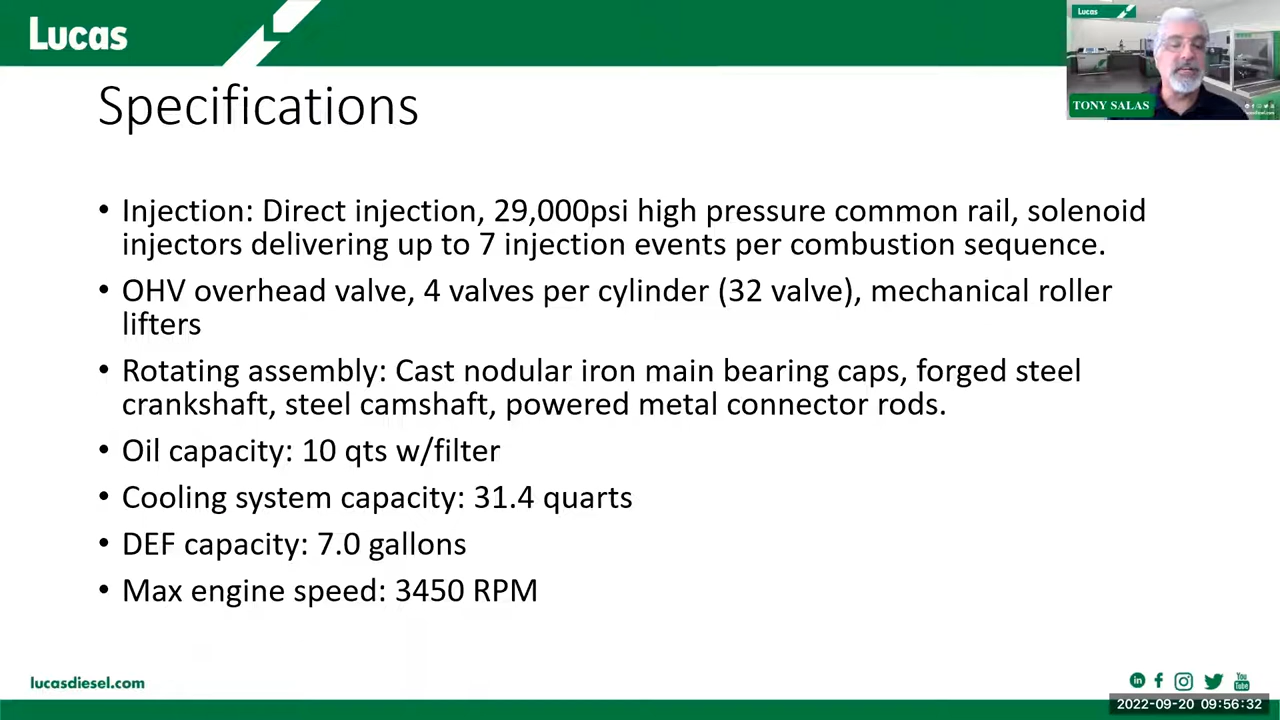 Lucas
Lucas
TONY SALAS
Specifications
• Injection: Direct injection, 29,000psi high pressure common rail, solenoid
injectors delivering up to 7 injection events per combustion sequence.
• OHV overhead valve, 4 valves per cylinder (32 valve), mechanical roller
lifters
• Rotating assembly: Cast nodular iron main bearing caps, forged steel
crankshaft, steel camshaft, powered metal connector rods.
• Oil capacity: 10 qts w/filter
• Cooling system capacity: 31.4 quarts
• DEF capacity: 7.0 gallons
• Max engine speed: 3450 RPM
lucasdiesel.com
in f You Tube
2022-09-20 09:56:32